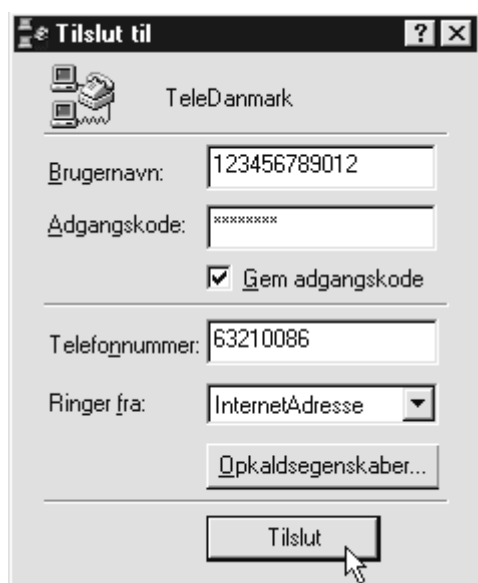 Tilslut til
TeleDanmark
Brugernavn: 123456789012
Adgangskode: ********
Gem adgangskode
Telefonnummer: 63210086
Ringer fra: InternetAdresse
Opkaldsegenskaber...
Tilslut